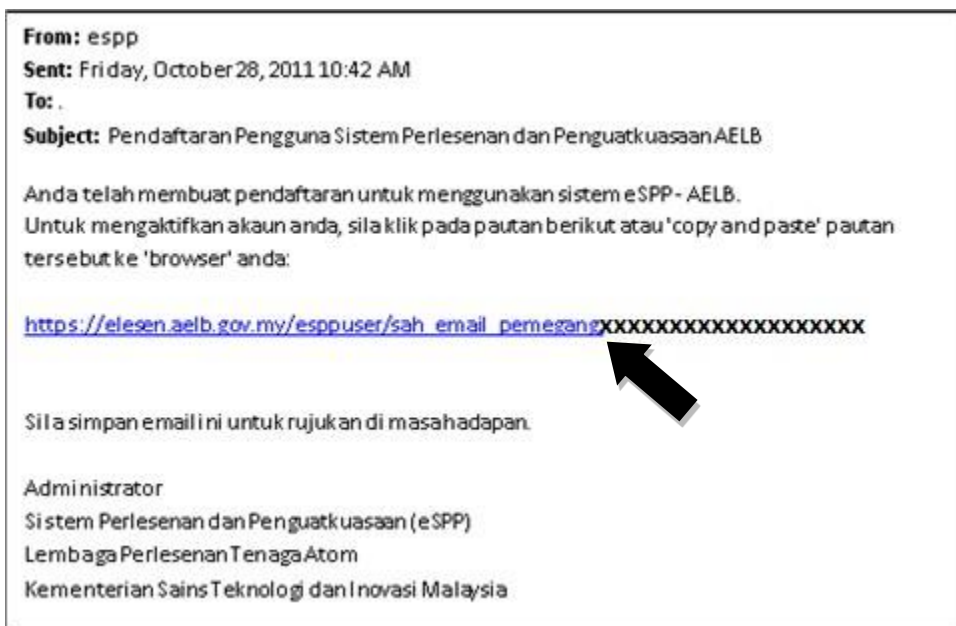 From: espp
Sent: Friday, October 28, 2011 10:42 AM
To: .
Subject: Pendaftaran Pengguna Sistem Perlesenan dan Penguatkuasaan AELB
Anda telah membuat pendaftaran untuk menggunakan sistem eSPP- AELB.
Untuk mengaktifkan akaun anda, sila klik pada pautan berikut atau 'copy and paste' pautan
tersebut ke 'browser' anda:
https://elesen.aelb.gov.my/esppuser/sah_email_pemegangxxxxxxxxxxxxxxxxxxxx
Sila simpan email ini untuk rujukan di masa hadapan.
Administrator
Sistem Perlesenan dan Penguatkuasaan (eSPP)
Lembaga Perlesenan Tenaga Atom
Kementerian Sains Teknologi dan Inovasi Malaysia